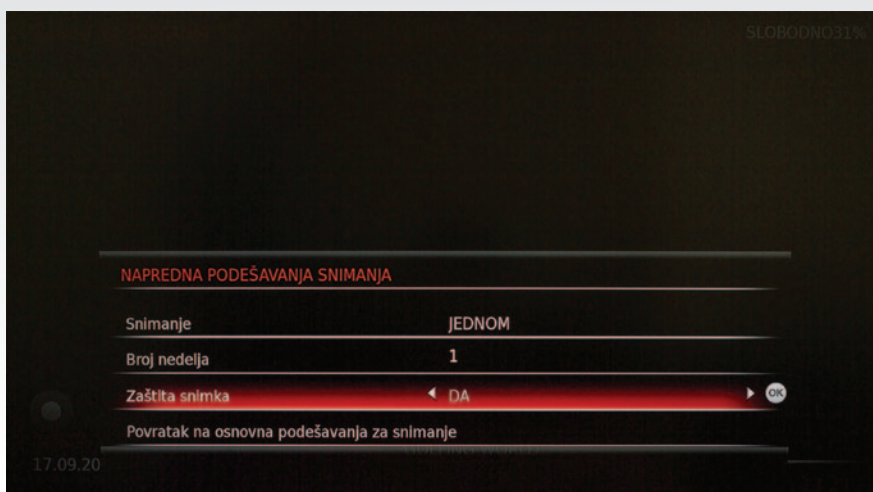 SLOBODNO31%
NAPREDNA PODEŠAVANJA SNIMANJA
Snimanje JEDNOM
Broj nedelja 1
Zaštita snimka DA OK
Povratak na osnovna podešavanja za snimanje
17.09.20